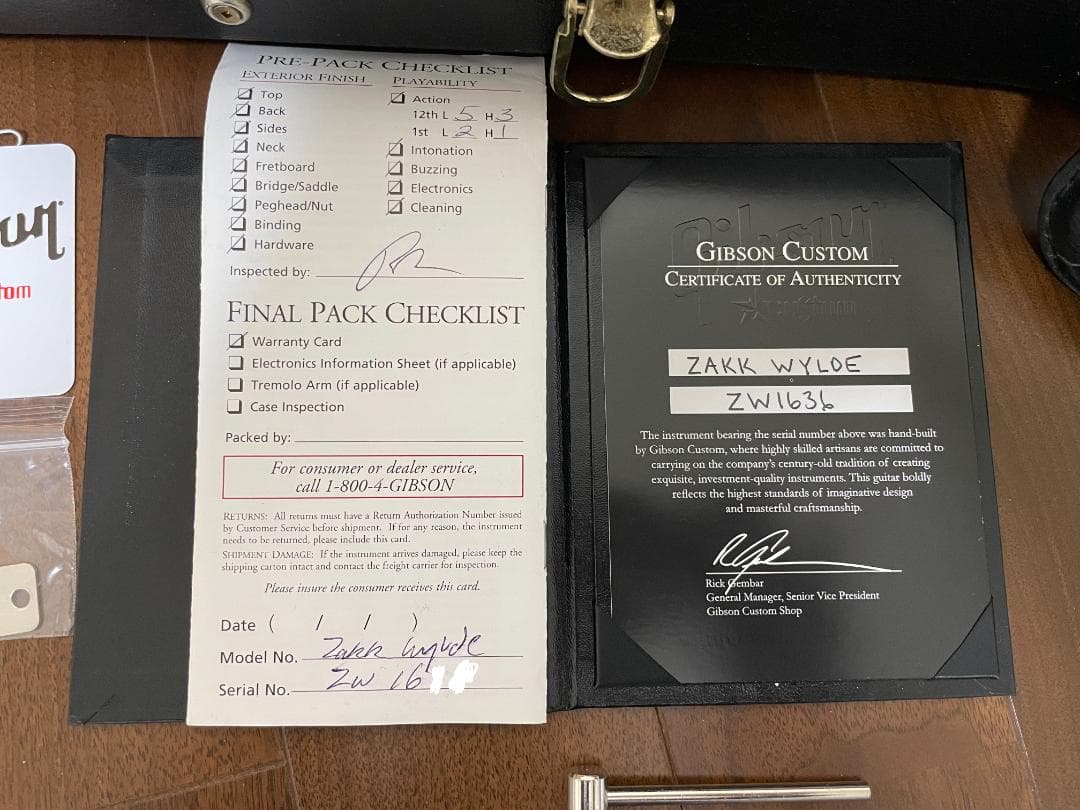 PRE-PACK CHECKLIST
EXTERIOR FINISH
Top
Back
Sides
Neck
Fretboard
Bridge/Saddle
Peghead/Nut
Binding
Hardware
PLAYABILITY
Action
12th L 5 H 3
1st L 2 H 1
Intonation
Buzzing
Electronics
Cleaning
Inspected by:
FINAL PACK CHECKLIST
Warranty Card
Electronics Information Sheet (if applicable)
Tremolo Arm (if applicable)
Case Inspection
Packed by:
For consumer or dealer service,
call 1-800-4-GIBSON
RETURNS: All returns must have a Return Authorization Number issued
by Customer Service before shipment. If for any reason, the instrument
needs to be returned, please include this card.
SHIPMENT DAMAGE: If the instrument arrives damaged, please keep the
shipping carton intact and contact the freight carrier for inspection.
Please insure the consumer receives this card.
Date ( / / )
Model No. Zakk Wylde
Serial No. ZW 16
Gibson
GIBSON CUSTOM
CERTIFICATE OF AUTHENTICITY
ZAKK WYLDE
ZW1636
The instrument bearing the serial number above was hand-built
by Gibson Custom, where highly skilled artisans are committed to
carrying on the company's century-old tradition of creating
exquisite, investment-quality instruments. This guitar boldly
reflects the highest standards of imaginative design
and masterful craftsmanship.
Rick Gembar
General Manager, Senior Vice President
Gibson Custom Shop